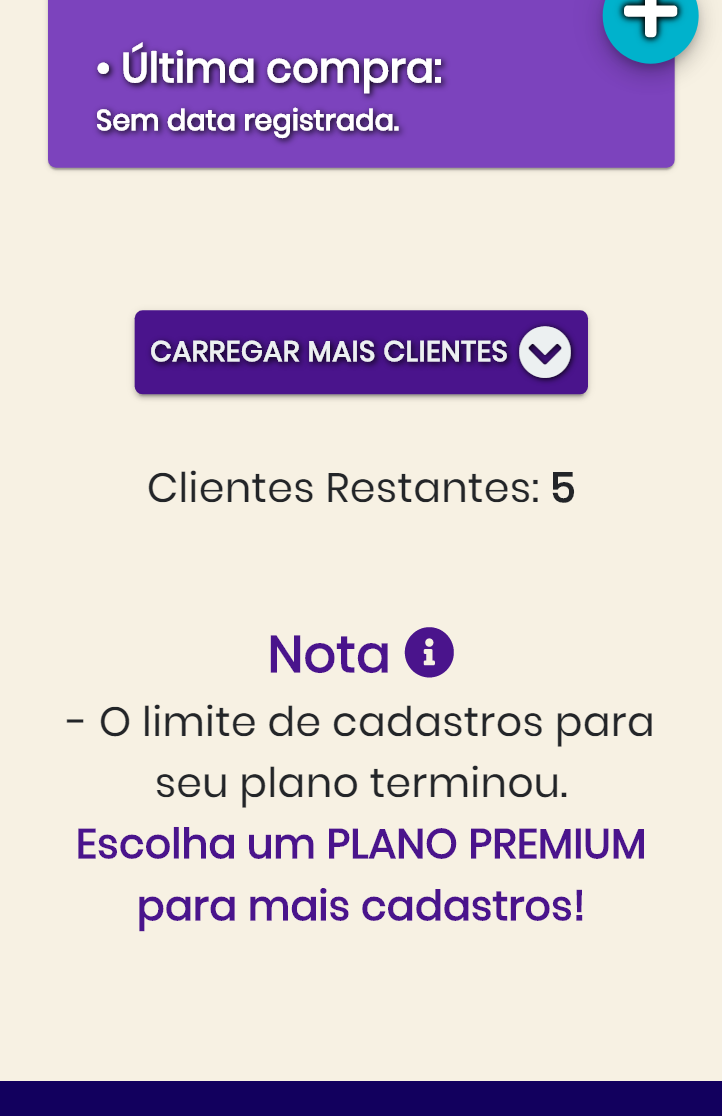 • Última compra:
Sem data registrada.
CARREGAR MAIS CLIENTES
Clientes Restantes: 5
Nota
- O limite de cadastros para
seu plano terminou.
Escolha um PLANO PREMIUM
para mais cadastros!